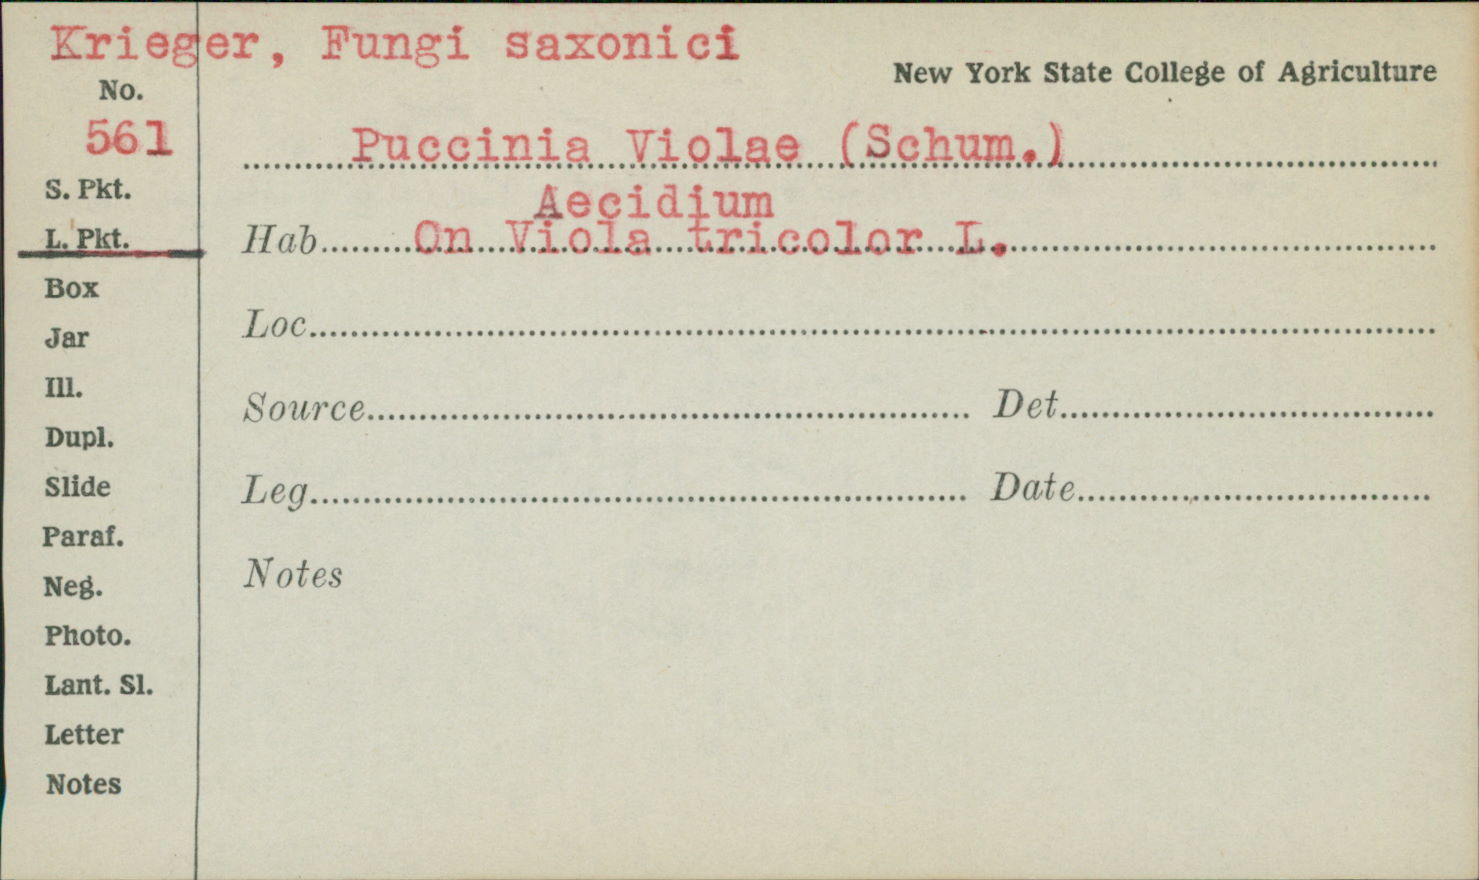 Krieger, Fungi saxonici
New York State College of Agriculture
No.
561
Puccinia Violae (Schum.)
Aecidium
S. Pkt.
L. Pkt.
Box
Jar
Ill.
Dupl.
Slide
Paraf.
Neg.
Photo.
Lant. Sl.
Letter
Notes
Hab. On Viola tricolor L.
Loc.
Source Det.
Leg. Date
Notes